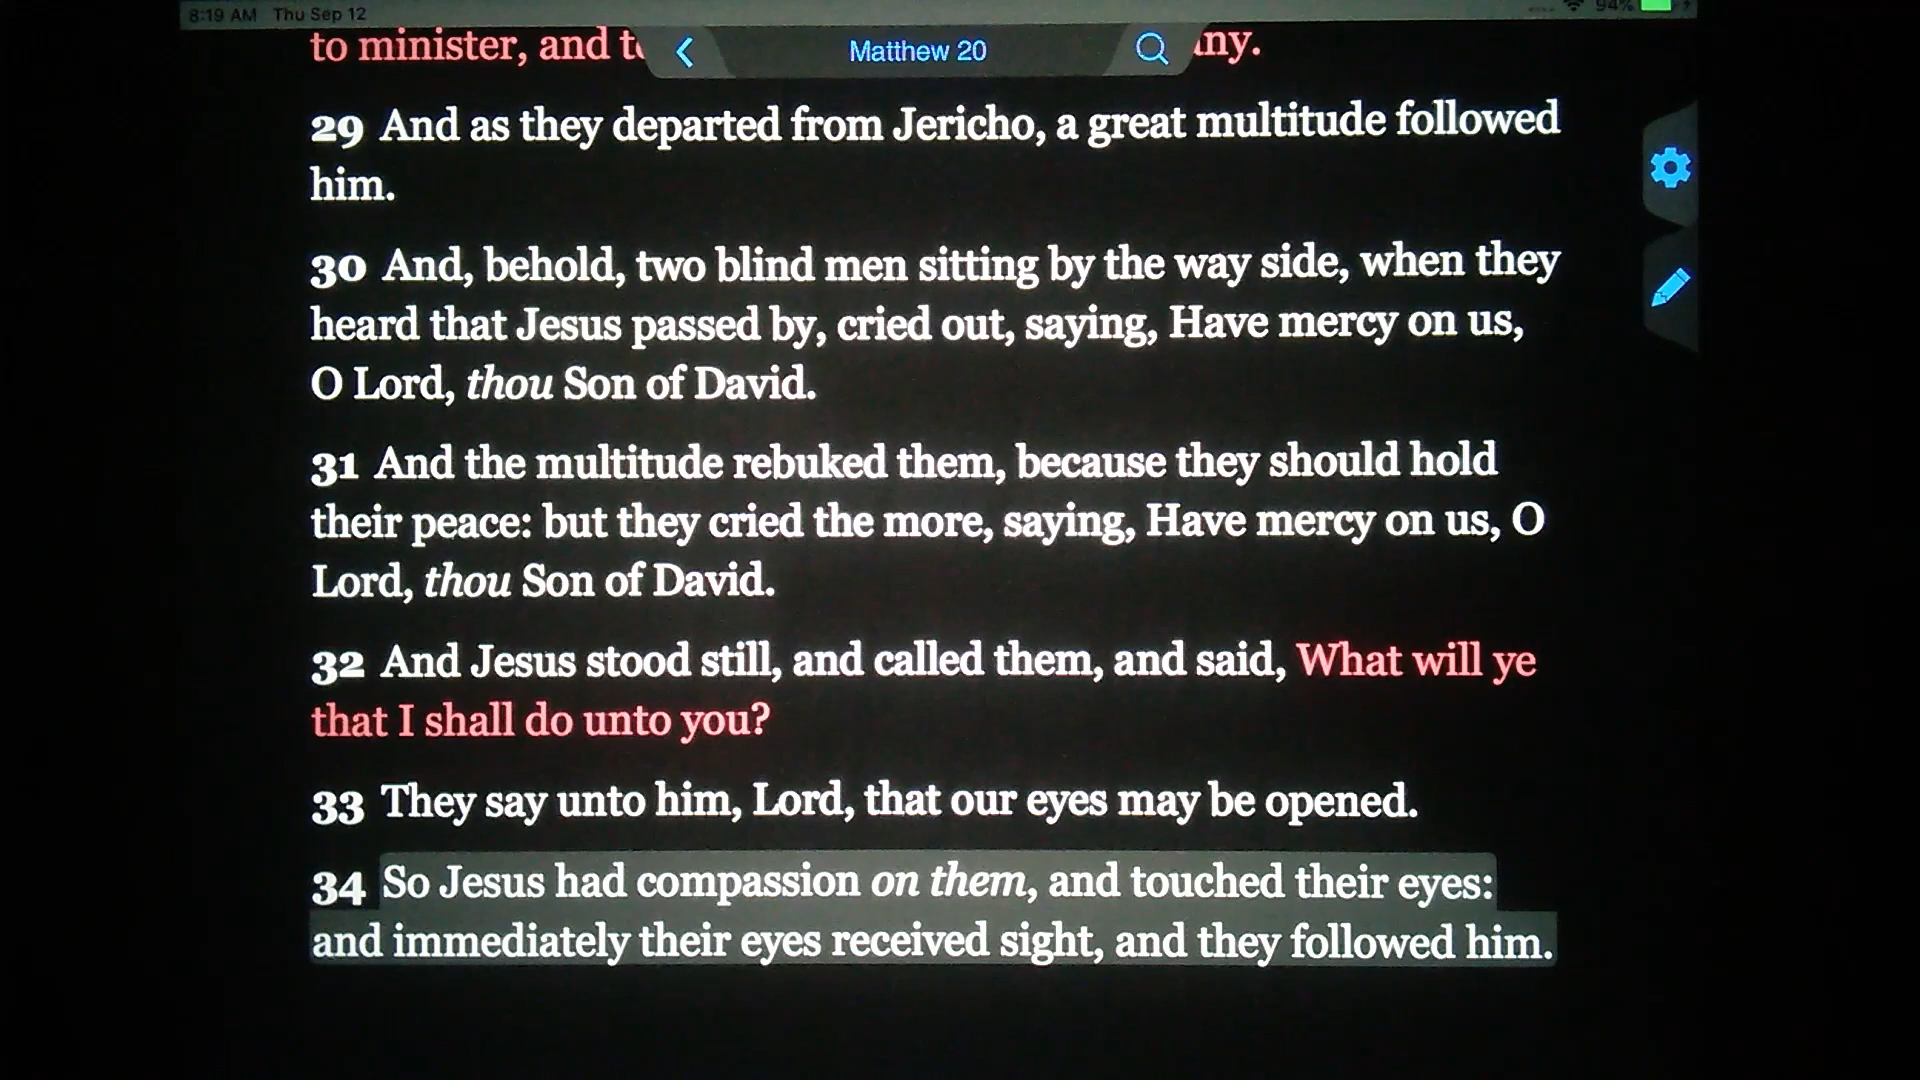 8:19 AM Thu Sep 12
94%
Matthew 20
to minister, and to
any.
29 And as they departed from Jericho, a great multitude followed
him.
30 And, behold, two blind men sitting by the way side, when they
heard that Jesus passed by, cried out, saying, Have mercy on us,
O Lord, thou Son of David.
31 And the multitude rebuked them, because they should hold
their peace: but they cried the more, saying, Have mercy on us, O
Lord, thou Son of David.
32 And Jesus stood still, and called them, and said, What will ye
that I shall do unto you?
33 They say unto him, Lord, that our eyes may be opened.
34 So Jesus had compassion on them, and touched their eyes:
and immediately their eyes received sight, and they followed him.